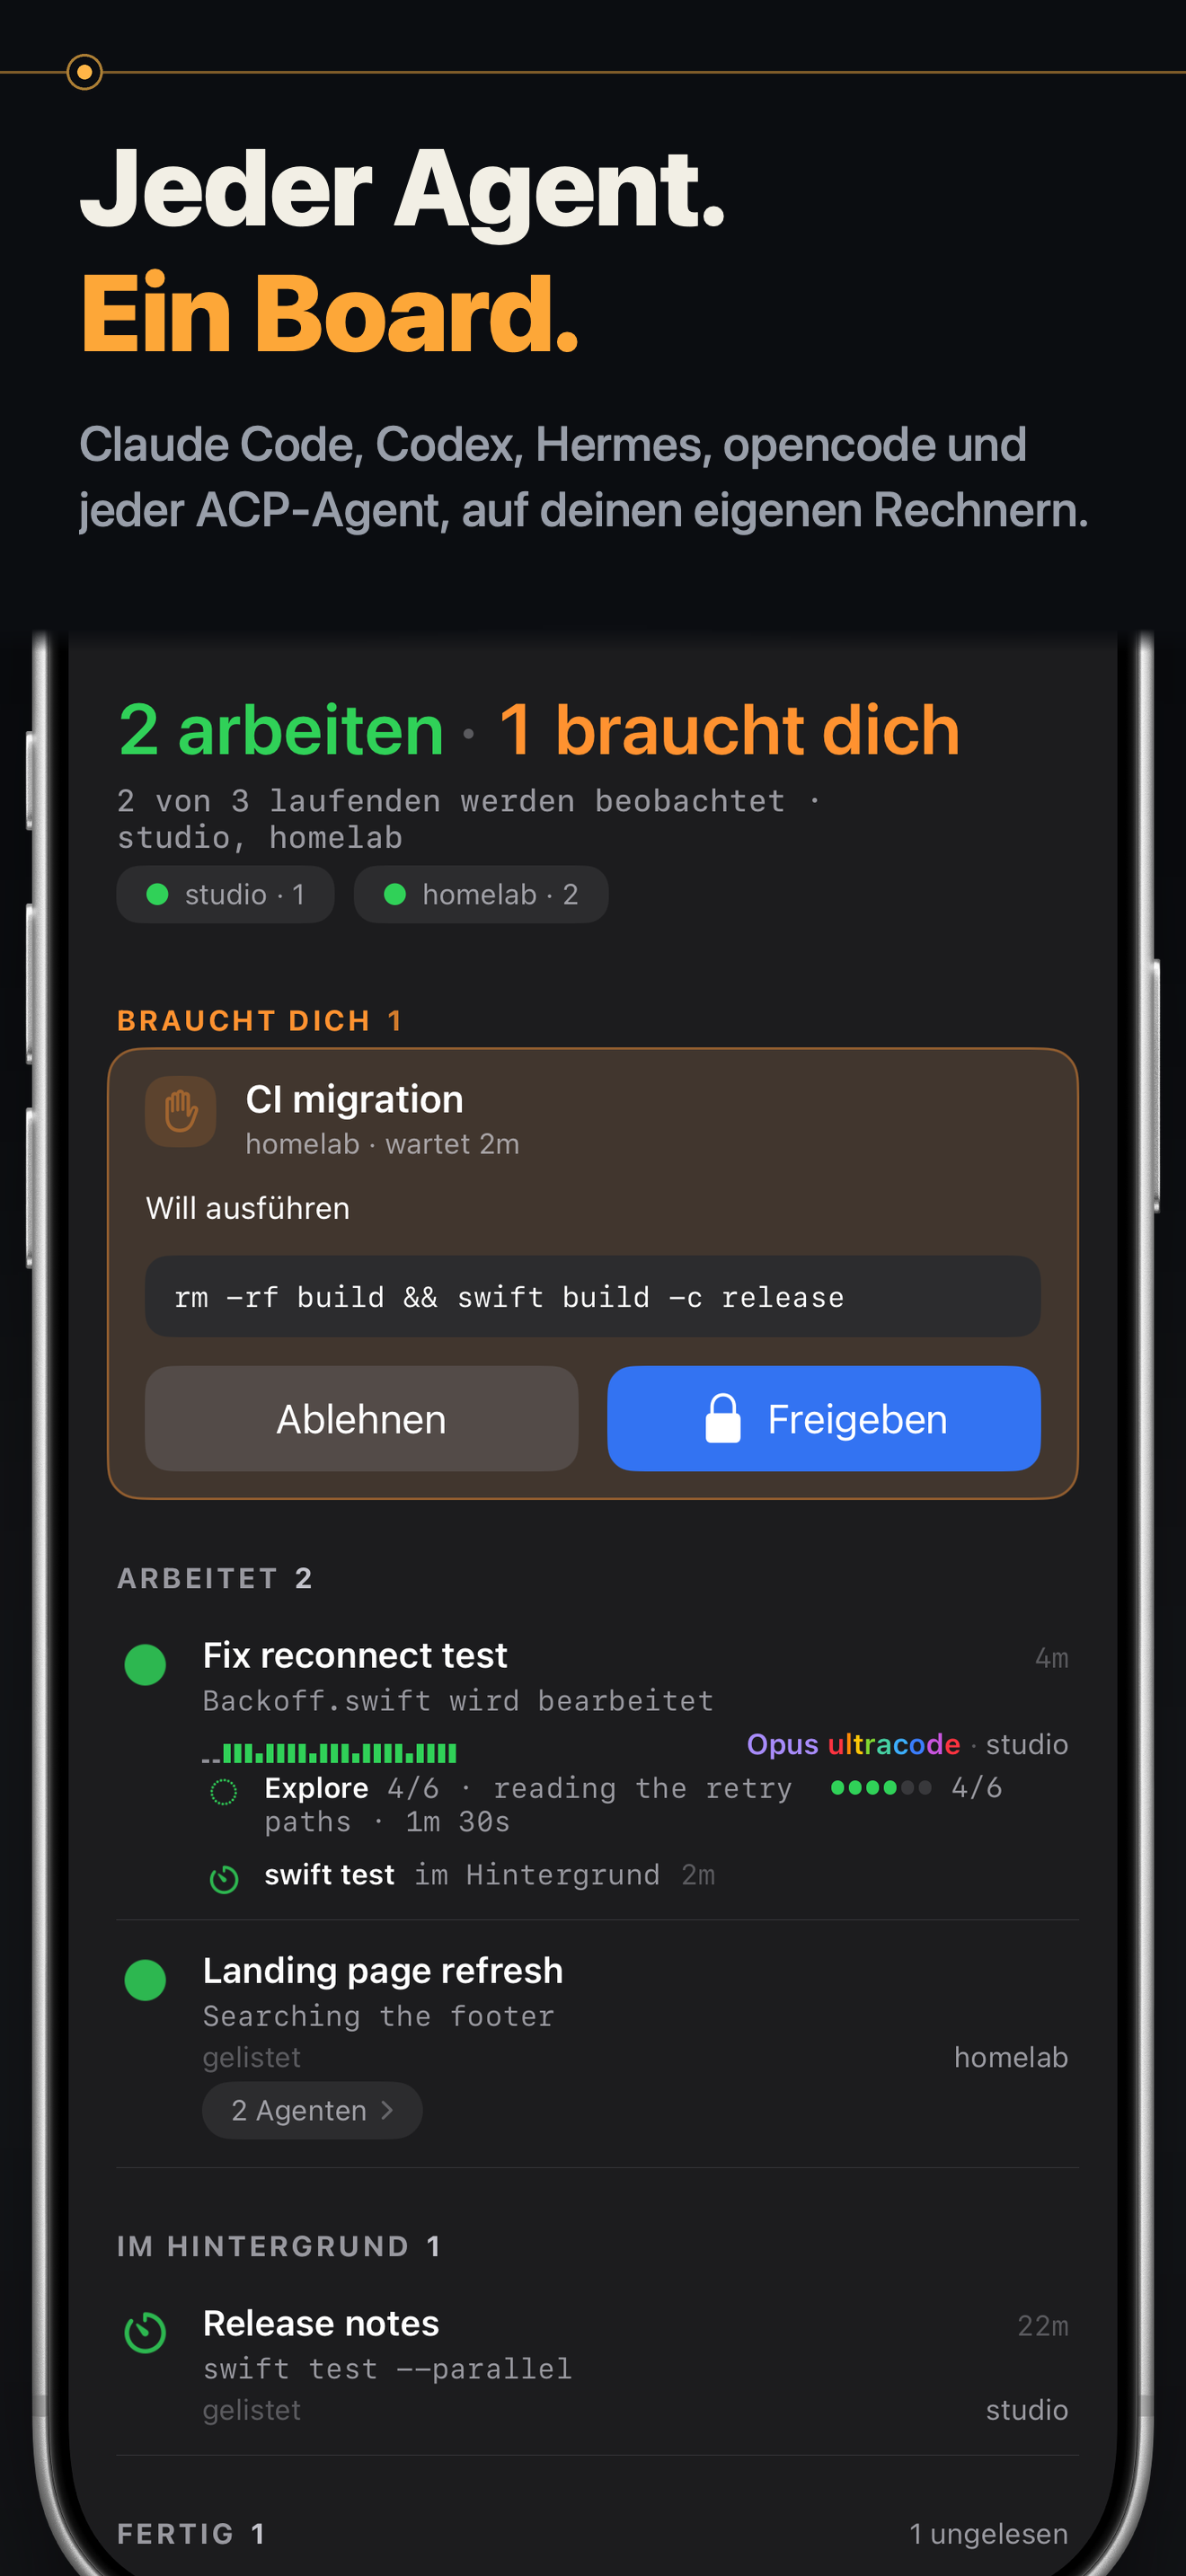 Jeder Agent.
Ein Board.
Claude Code, Codex, Hermes, opencode und
jeder ACP-Agent, auf deinen eigenen Rechnern.
2 arbeiten · 1 braucht dich
2 von 3 laufenden werden beobachtet ·
studio, homelab
studio · 1
homelab · 2
BRAUCHT DICH 1
CI migration
homelab · wartet 2m
Will ausführen
rm -rf build && swift build -c release
Ablehnen
Freigeben
ARBEITET 2
Fix reconnect test 4m
Backoff.swift wird bearbeitet
Opus ultracode · studio
Explore 4/6 · reading the retry 4/6
paths · 1m 30s
swift test im Hintergrund 2m
Landing page refresh
Searching the footer
gelistet homelab
2 Agenten >
IM HINTERGRUND 1
Release notes 22m
swift test --parallel
gelistet studio
FERTIG 1 1 ungelesen